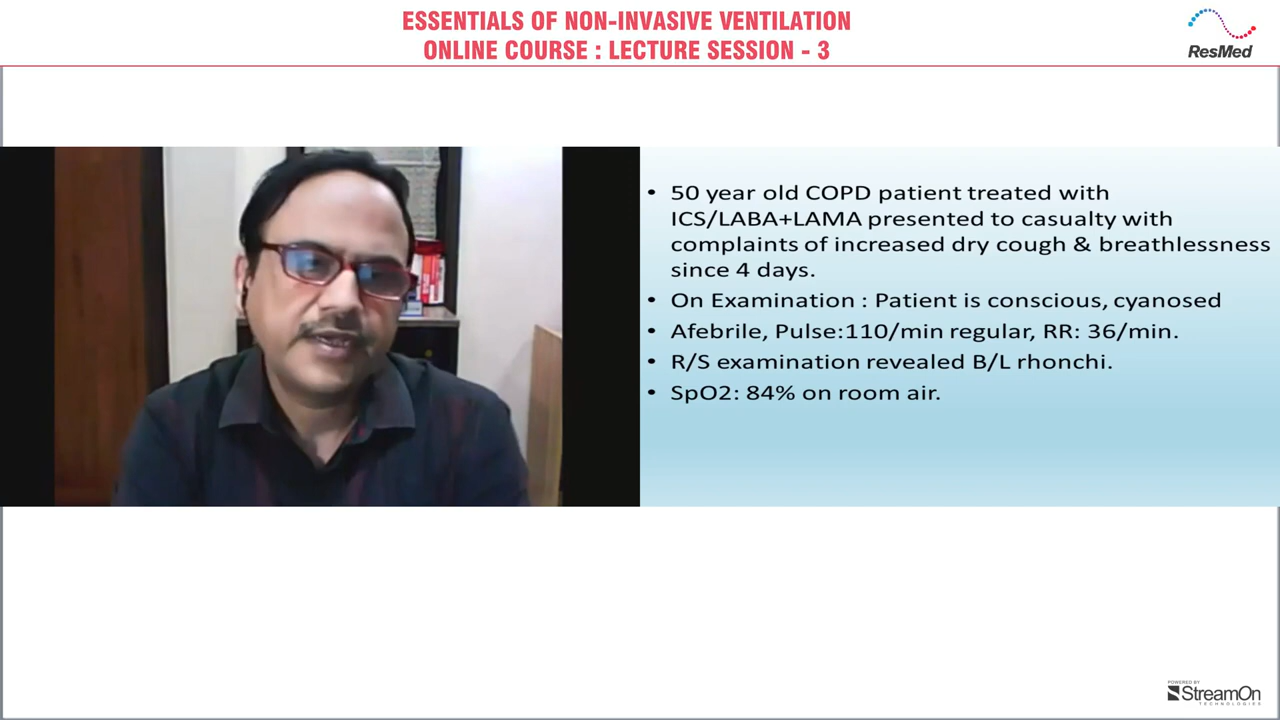 ESSENTIALS OF NON-INVASIVE VENTILATION
ONLINE COURSE : LECTURE SESSION - 3
ResMed
• 50 year old COPD patient treated with
ICS/LABA+LAMA presented to casualty with
complaints of increased dry cough & breathlessness
since 4 days.
• On Examination : Patient is conscious, cyanosed
• Afebrile, Pulse:110/min regular, RR: 36/min.
• R/S examination revealed B/L rhonchi.
• SpO2: 84% on room air.
POWERED BY
StreamOn
TECHNOLOGIES